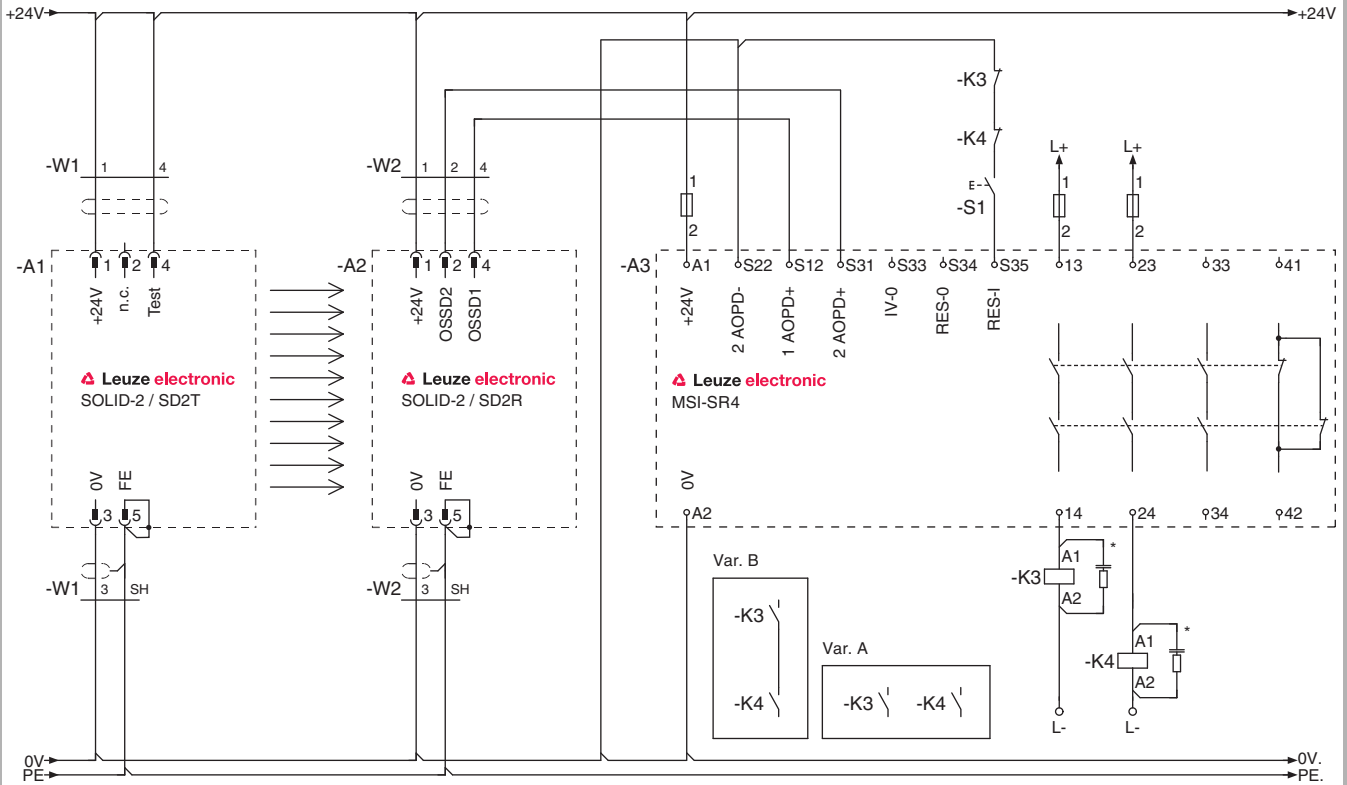 +24V +24V
-K3
-K4
E
-S1
-W1 1 4
-W2 1 2 4
L+ L+
1 1 1
2 2 2
-A1 1 2 4
+24V n.c. Test
-A2 1 2 4
+24V OSSD2 OSSD1
-A3 A1 S22 S12 S31 S33 S34 S35 13 23 33 41
+24V 2 AOPD- 1 AOPD+ 2 AOPD+ IV-0 RES-0 RES-I
Leuze electronic
SOLID-2 / SD2T
Leuze electronic
SOLID-2 / SD2R
Leuze electronic
MSI-SR4
0V FE
3 5
0V FE
3 5
0V
A2 14 24 34 42
-W1 3 SH
-W2 3 SH
Var. B
-K3
-K4
Var. A
-K3 -K4
A1 *
-K3
A2
A1 *
-K4
A2
L- L-
0V 0V.
PE PE.